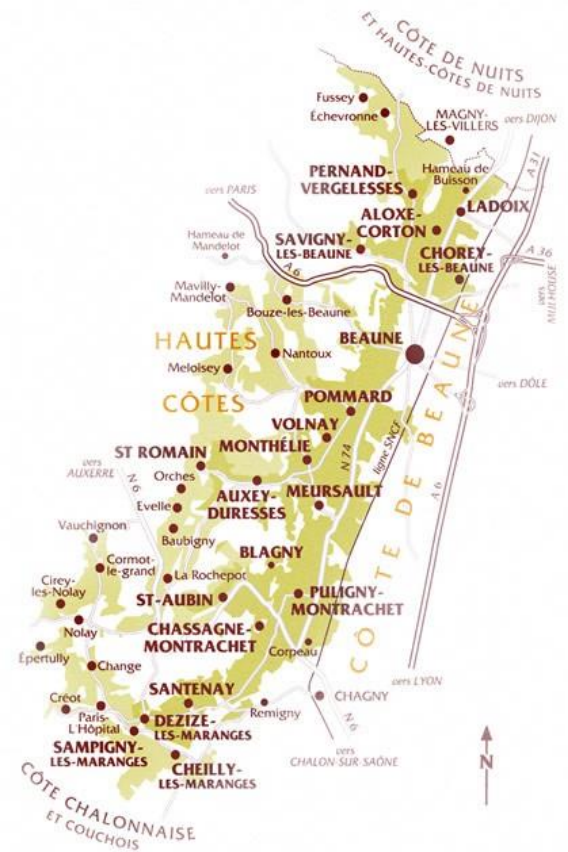 CÔTE DE NUITS
ET HAUTES-CÔTES DE NUITS
Fussey
Échevronne
MAGNY-
LES-VILLERS
vers DIJON
A 31
PERNAND-
VERGELESSES
Hameau de
Buisson
LADOIX
vers PARIS
ALOXE-
CORTON
SAVIGNY-
LES-BEAUNE
CHOREY-
LES-BEAUNE
A 36
vers
MULHOUSE
Hameau de
Mandelot
A6
Mavilly-
Mandelot
Bouze-les-Beaune
HAUTES
CÔTES
BEAUNE
Nantoux
Meloisey
vers DÔLE
POMMARD
VOLNAY
MONTHÉLIE
N 74
ligne SNCF
CÔTE DE BEAUNE
A 6
ST ROMAIN
vers
AUXERRE
N 6
Orches
AUXEY-
DURESSES
MEURSAULT
Evelle
Baubigny
Vauchignon
BLAGNY
Cormot-
le-grand
La Rochepot
Cirey-
les-Nolay
ST-AUBIN
PULIGNY-
MONTRACHET
Nolay
CHASSAGNE-
MONTRACHET
Corpeau
Épertully
Change
vers LYON
SANTENAY
CHAGNY
Créot
Paris-
L'Hôpital
DEZIZE-
LES-MARANGES
Remigny
N6
SAMPIGNY-
LES-MARANGES
CHEILLY-
LES-MARANGES
vers
CHALON-SUR-SAÔNE
N
CÔTE CHALONNAISE
ET COUCHOIS